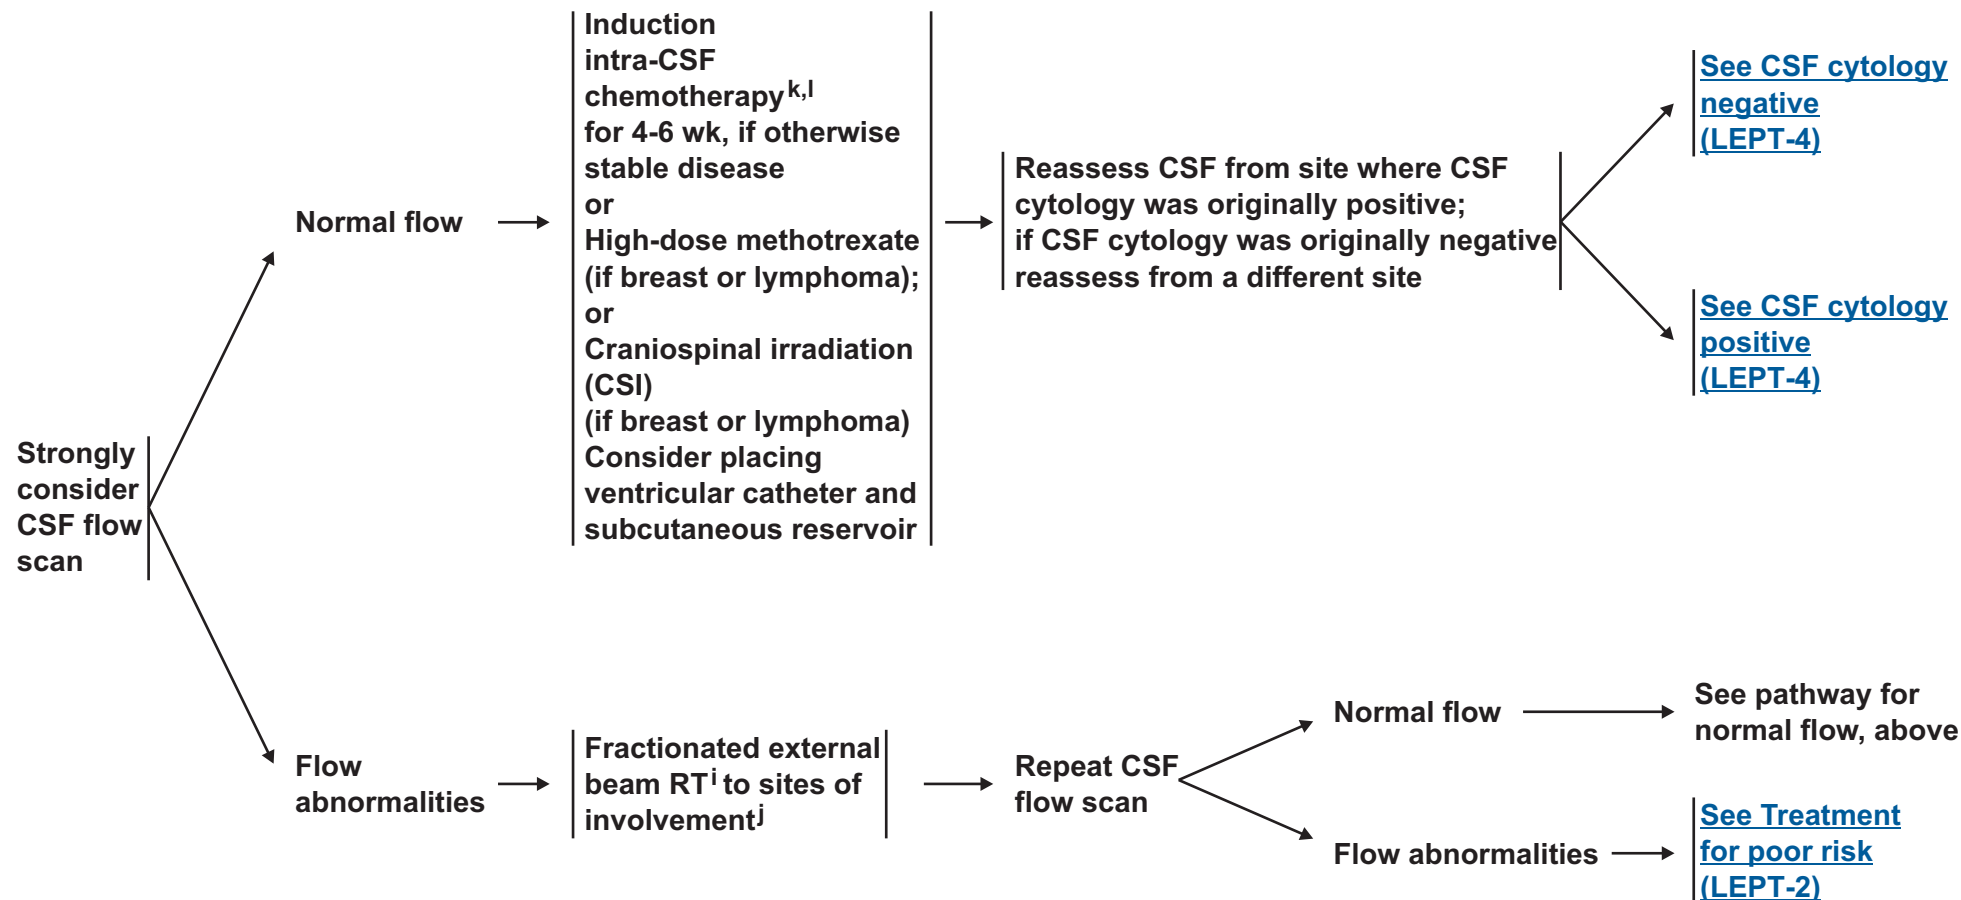 Strongly
consider
CSF flow
scan
Normal flow
Induction
intra-CSF
chemotherapy k,l
for 4-6 wk, if otherwise
stable disease
or
High-dose methotrexate
(if breast or lymphoma);
or
Craniospinal irradiation
(CSI)
(if breast or lymphoma)
Consider placing
ventricular catheter and
subcutaneous reservoir
Reassess CSF from site where CSF
cytology was originally positive;
if CSF cytology was originally negative
reassess from a different site
See CSF cytology
negative
(LEPT-4)
See CSF cytology
positive
(LEPT-4)
Flow
abnormalities
Fractionated external
beam RT i to sites of
involvement j
Repeat CSF
flow scan
Normal flow
See pathway for
normal flow, above
Flow abnormalities
See Treatment
for poor risk
(LEPT-2)